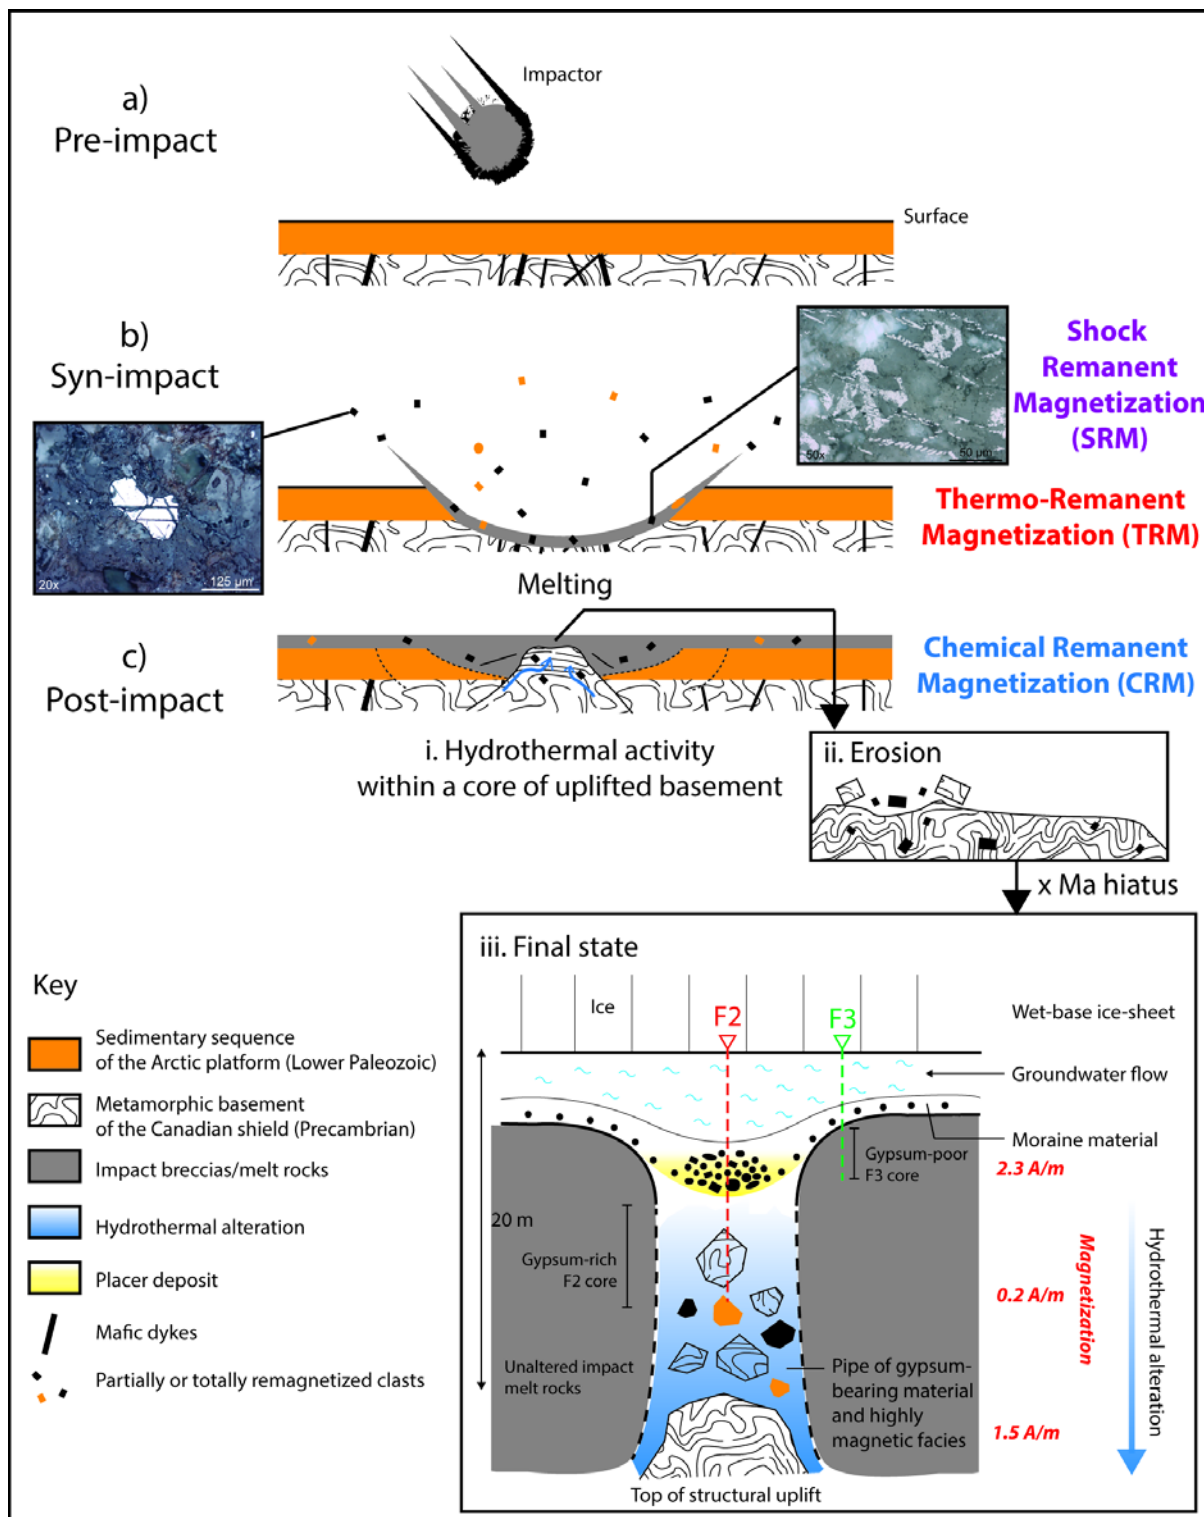 a)
Pre-impact
Impactor
Surface
b)
Syn-impact
20x
125 µm
50x
50 µm
Shock
Remanent
Magnetization
(SRM)
Thermo-Remanent
Magnetization (TRM)
Melting
c)
Post-impact
Chemical Remanent
Magnetization (CRM)
i. Hydrothermal activity
within a core of uplifted basement
ii. Erosion
x Ma hiatus
Key
Sedimentary sequence
of the Arctic platform (Lower Paleozoic)
Metamorphic basement
of the Canadian shield (Precambrian)
Impact breccias/melt rocks
Hydrothermal alteration
Placer deposit
Mafic dykes
Partially or totally remagnetized clasts
iii. Final state
Ice
F2
F3
Wet-base ice-sheet
Groundwater flow
Moraine material
Gypsum-poor
F3 core
2.3 A/m
20 m
Gypsum-rich
F2 core
0.2 A/m
Magnetization
Hydrothermal alteration
Unaltered impact
melt rocks
Pipe of gypsum-
bearing material
and highly
magnetic facies
1.5 A/m
Top of structural uplift